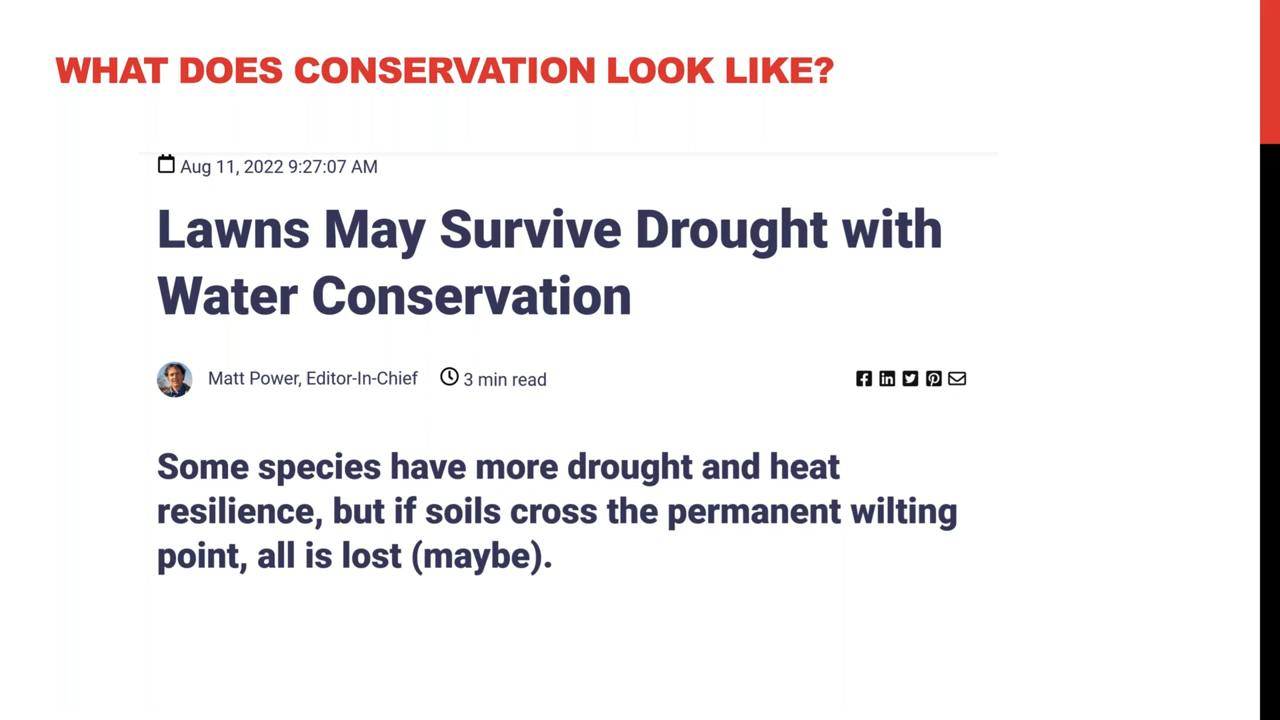 WHAT DOES CONSERVATION LOOK LIKE?
Aug 11, 2022 9:27:07 AM
Lawns May Survive Drought with
Water Conservation
Matt Power, Editor-In-Chief 3 min read
Some species have more drought and heat
resilience, but if soils cross the permanent wilting
point, all is lost (maybe).